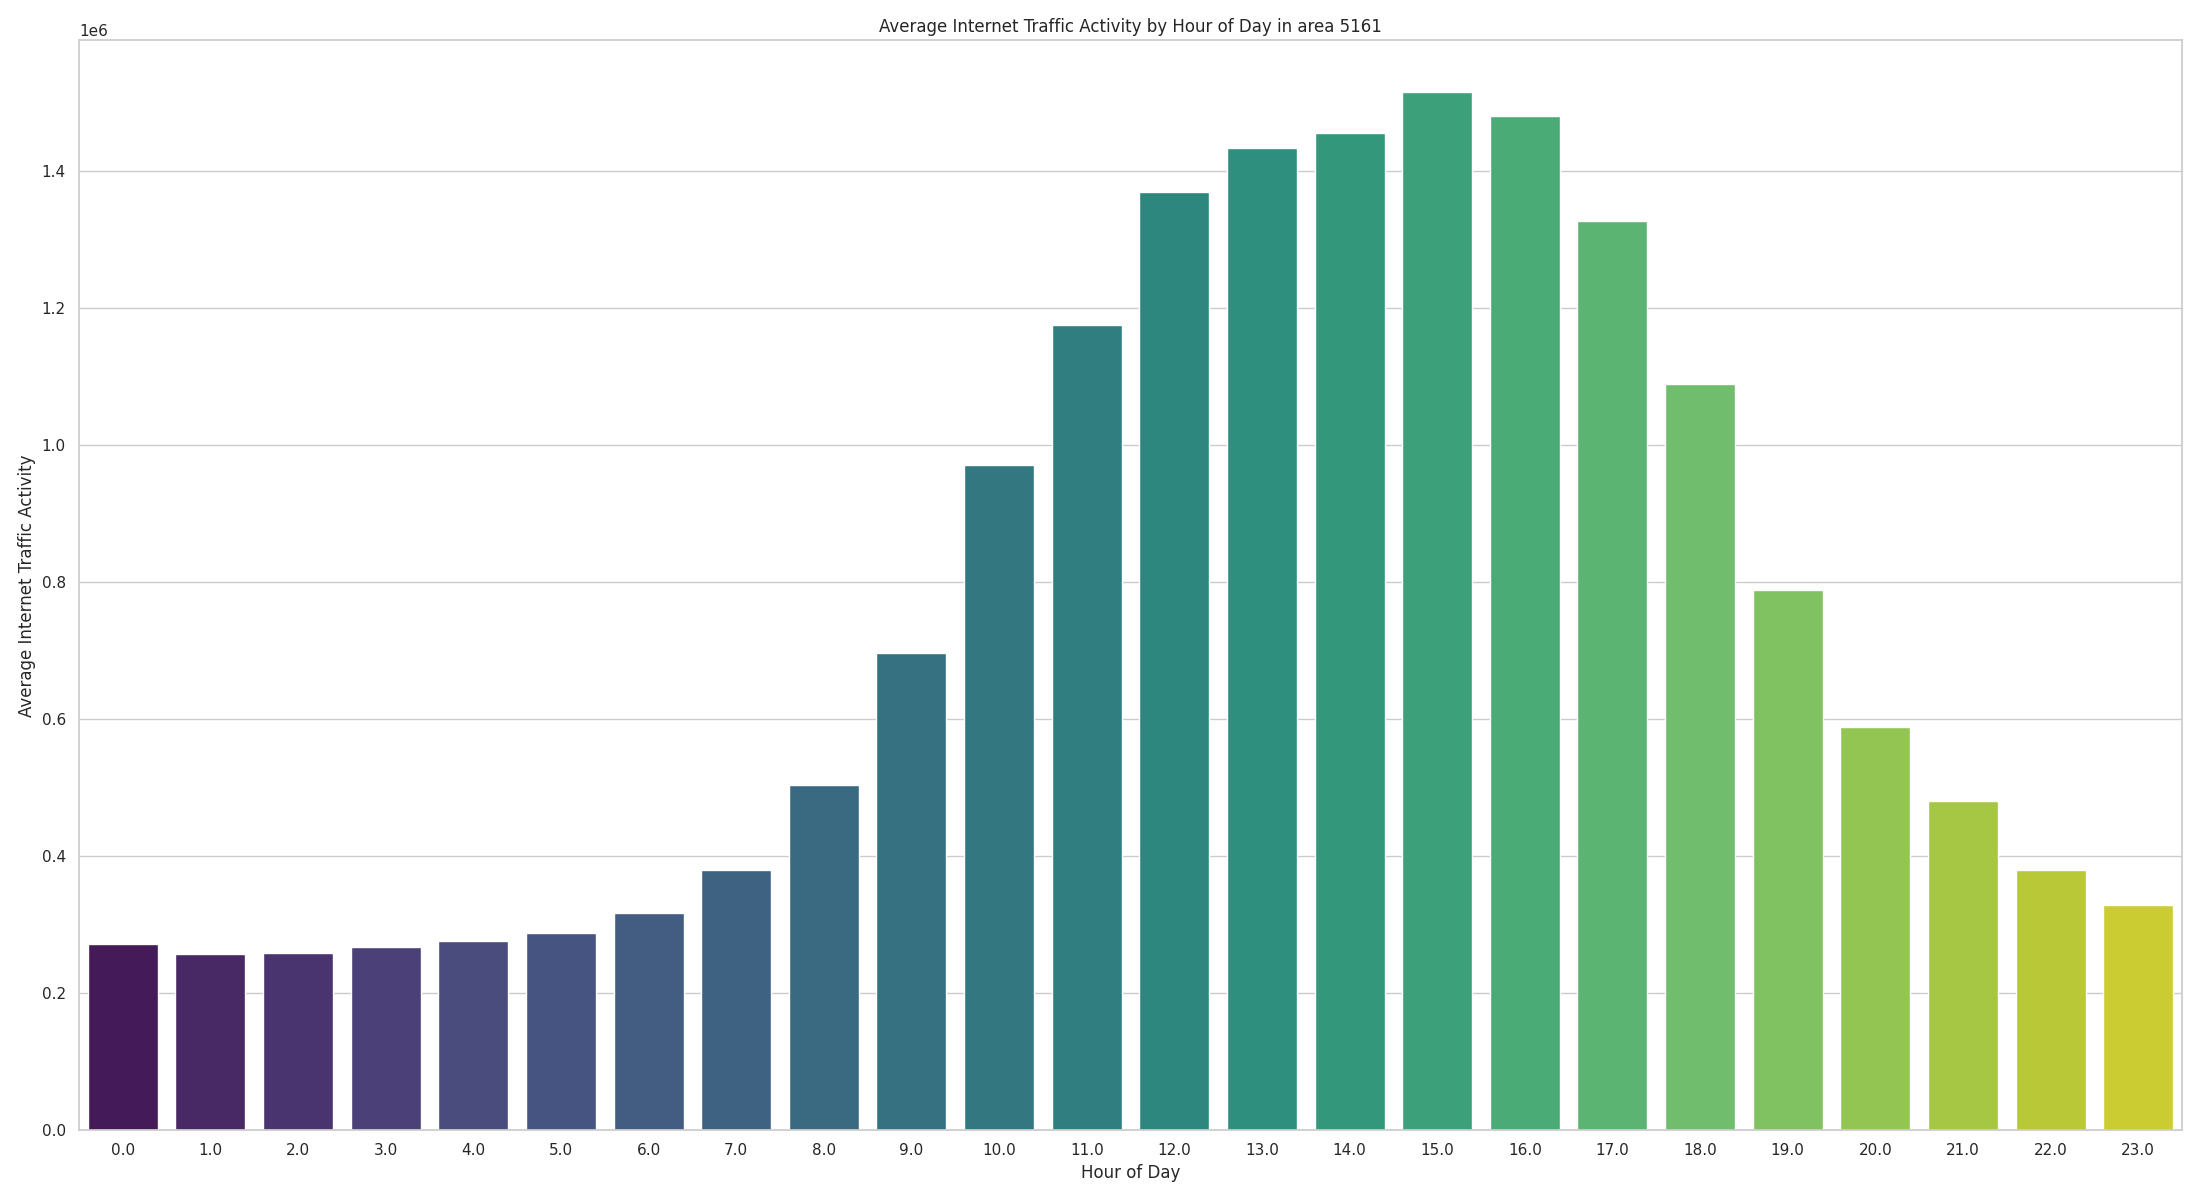 Average Internet Traffic Activity by Hour of Day in area 5161
1e6
1.4
1.2
1.0
0.8
0.6
0.4
0.2
0.0
Average Internet Traffic Activity
0.0 1.0 2.0 3.0 4.0 5.0 6.0 7.0 8.0 9.0 10.0 11.0 12.0 13.0 14.0 15.0 16.0 17.0 18.0 19.0 20.0 21.0 22.0 23.0
Hour of Day